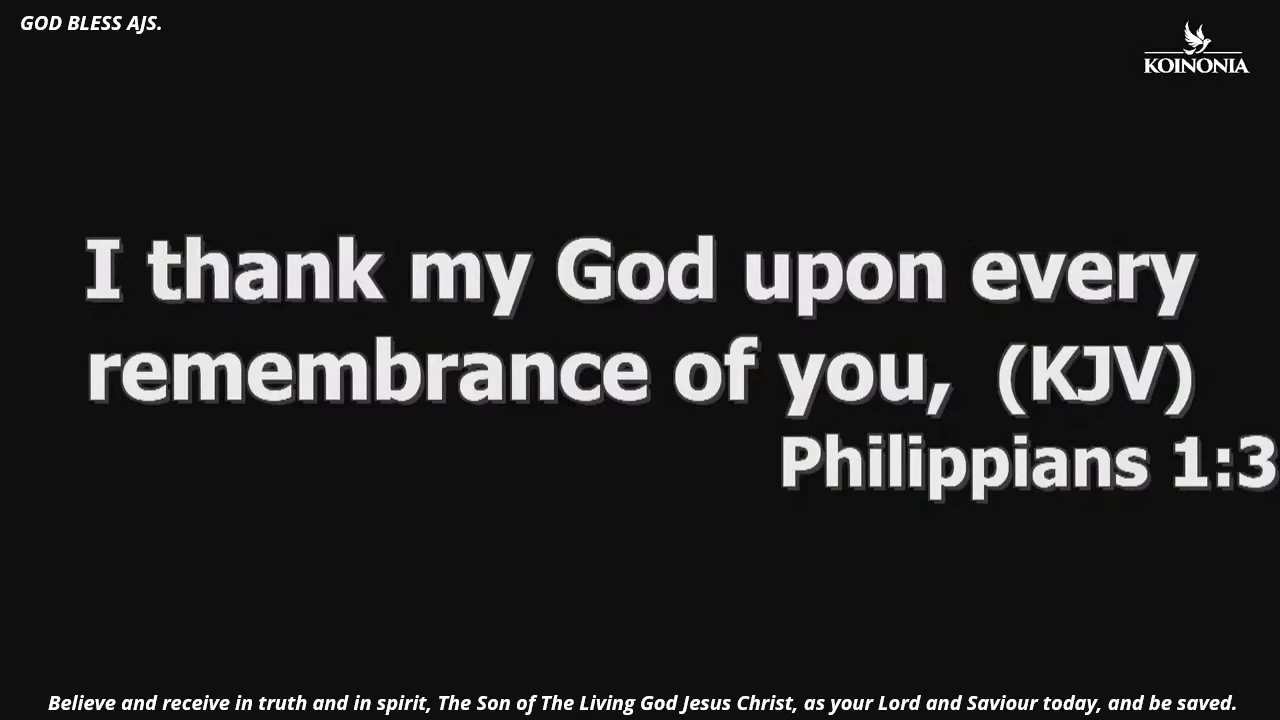 GOD BLESS AJS.
KOINONIA
I thank my God upon every
remembrance of you, (KJV)
Philippians 1:3
Believe and receive in truth and in spirit, The Son of The Living God Jesus Christ, as your Lord and Saviour today, and be saved.